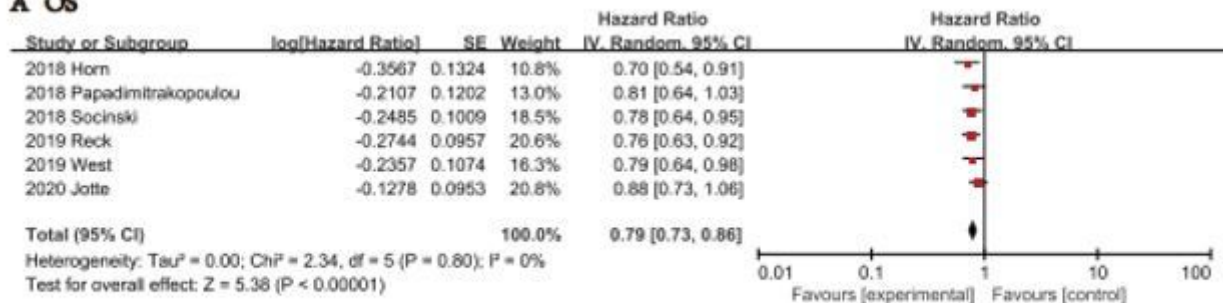 A OS
Hazard Ratio Hazard Ratio
Study or Subgroup log[Hazard Ratio] SE Weight IV. Random. 95% CI IV. Random. 95% CI
2018 Horn -0.3567 0.1324 10.8% 0.70 [0.54, 0.91]
2018 Papadimitrakopoulou -0.2107 0.1202 13.0% 0.81 [0.64, 1.03]
2018 Socinski -0.2485 0.1009 18.5% 0.78 [0.64, 0.95]
2019 Reck -0.2744 0.0957 20.6% 0.76 [0.63, 0.92]
2019 West -0.2357 0.1074 16.3% 0.79 [0.64, 0.98]
2020 Jotte -0.1278 0.0953 20.8% 0.88 [0.73, 1.06]
Total (95% CI) 100.0% 0.79 [0.73, 0.86]
Heterogeneity: Tau² = 0.00; Chi² = 2.34, df = 5 (P = 0.80); I² = 0%
Test for overall effect: Z = 5.38 (P < 0.00001)
0.01 0.1 1 10 100
Favours [experimental] Favours [control]